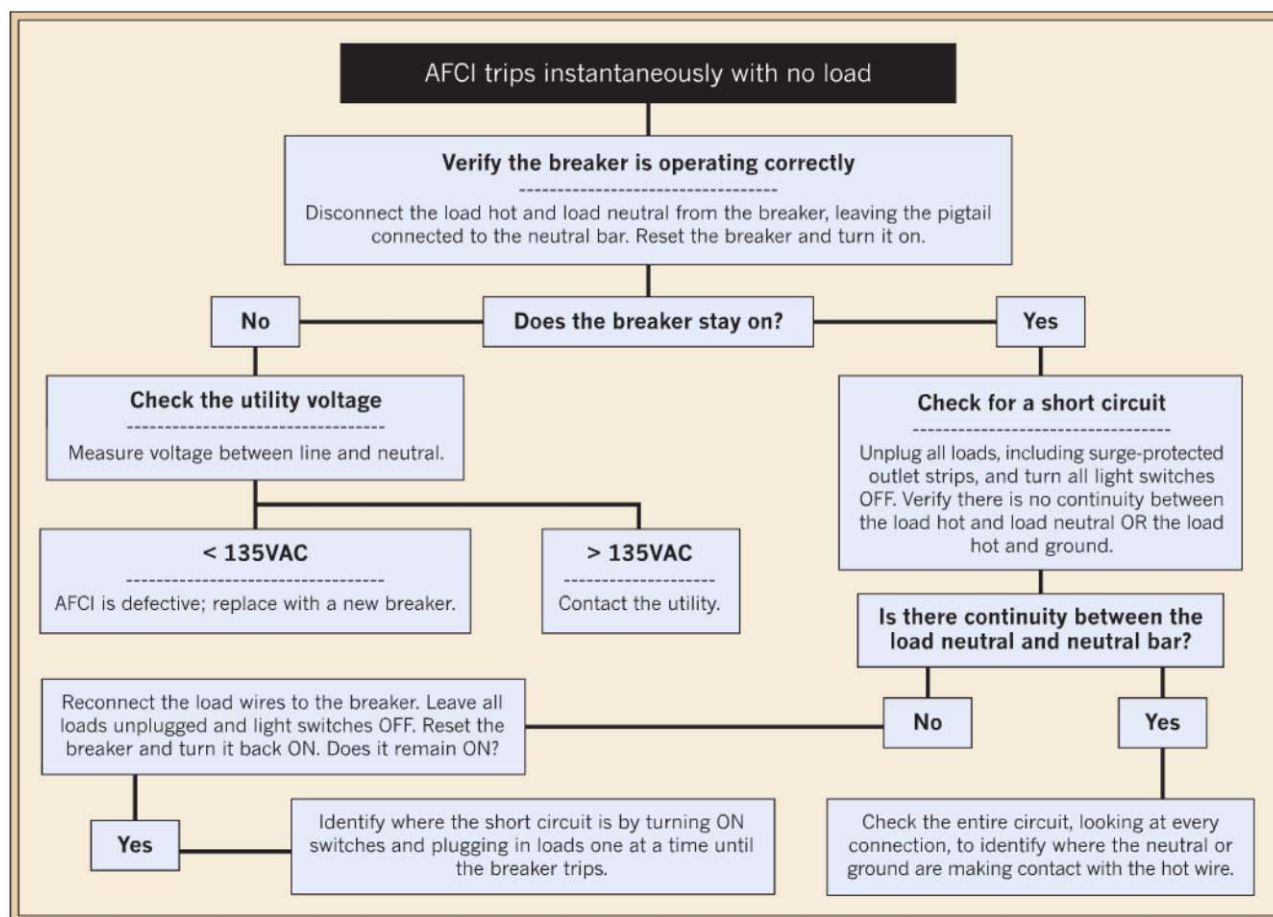 AFCI trips instantaneously with no load
Verify the breaker is operating correctly
Disconnect the load hot and load neutral from the breaker, leaving the pigtail
connected to the neutral bar. Reset the breaker and turn it on.
No
Does the breaker stay on?
Yes
Check the utility voltage
Measure voltage between line and neutral.
Check for a short circuit
Unplug all loads, including surge-protected
outlet strips, and turn all light switches
OFF. Verify there is no continuity between
the load hot and load neutral OR the load
hot and ground.
< 135VAC
AFCI is defective; replace with a new breaker.
> 135VAC
Contact the utility.
Is there continuity between the
load neutral and neutral bar?
Reconnect the load wires to the breaker. Leave all
loads unplugged and light switches OFF. Reset the
breaker and turn it back ON. Does it remain ON?
No
Yes
Yes
Identify where the short circuit is by turning ON
switches and plugging in loads one at a time until
the breaker trips.
Check the entire circuit, looking at every
connection, to identify where the neutral or
ground are making contact with the hot wire.